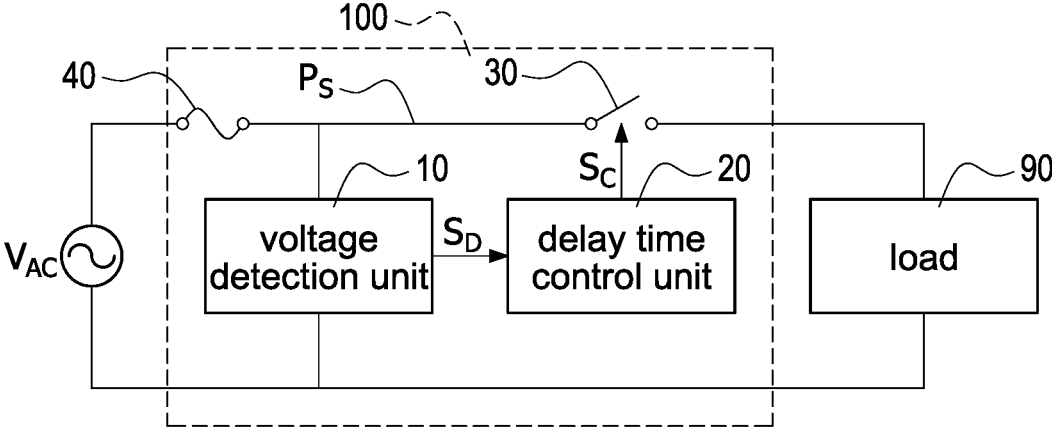 100
40
P_S
30
10
S_C
20
90
V_AC
voltage
detection unit
S_D
delay time
control unit
load